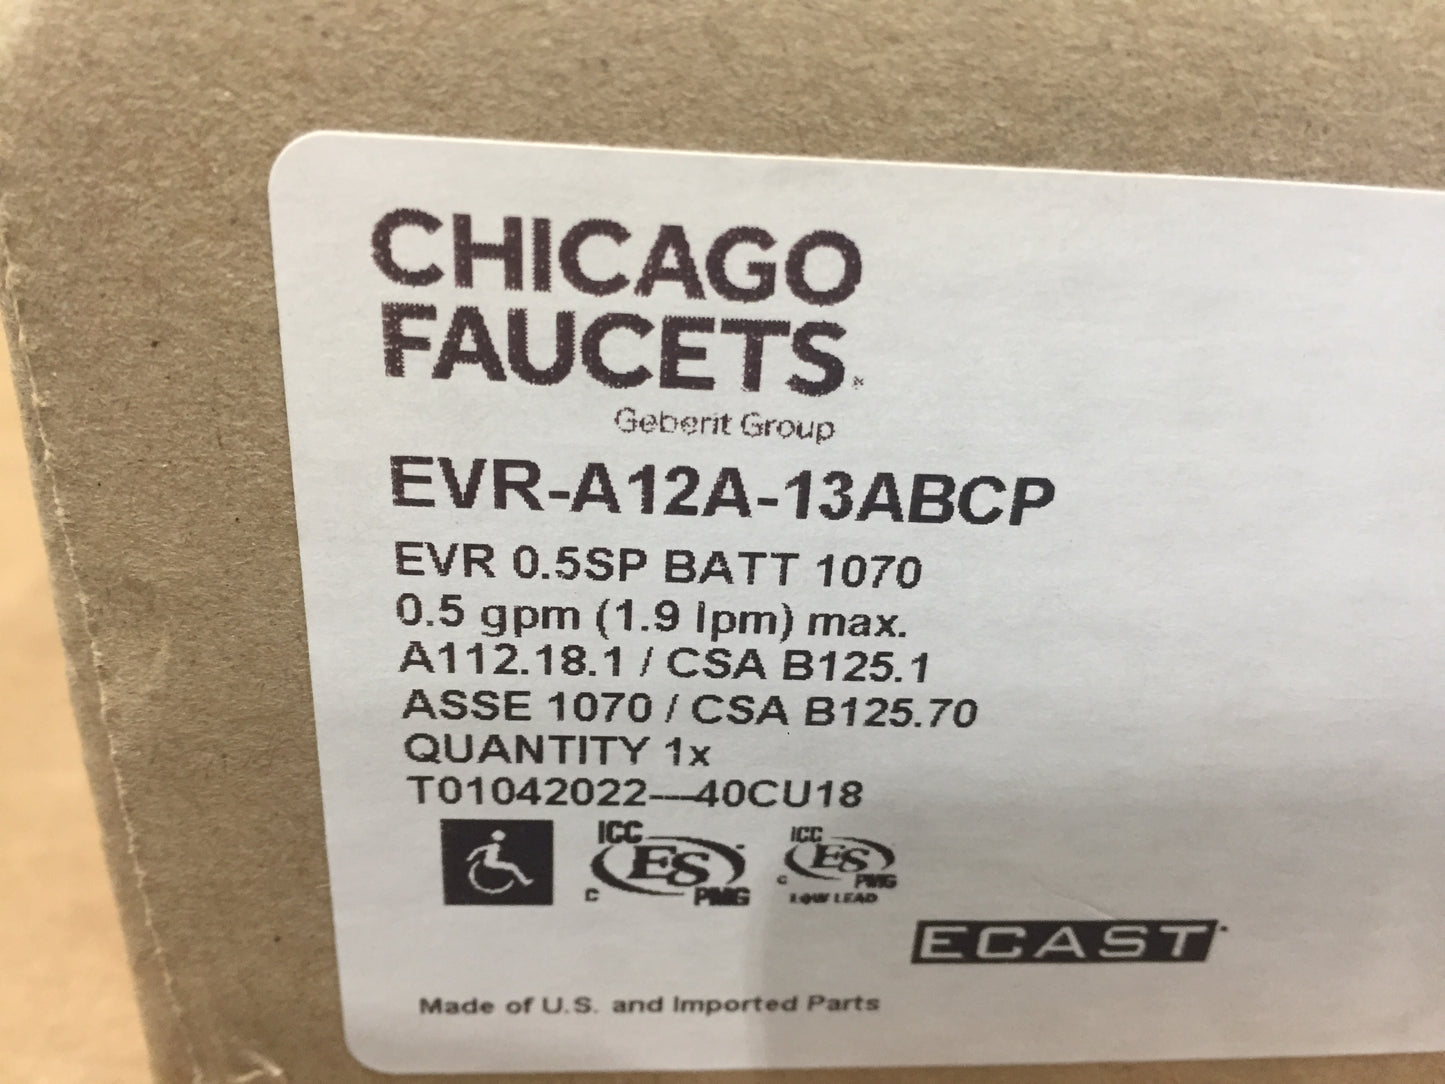 CHICAGO
FAUCETS
Geberit Group
EVR-A12A-13ABCP
EVR 0.5SP BATT 1070
0.5 gpm (1.9 lpm) max.
A112.18.1 / CSA B125.1
ASSE 1070 / CSA B125.70
QUANTITY 1x
T01042022---40CU18
ICC ES PMG C
ICC ES PMG C LOW LEAD
ECAST
Made of U.S. and Imported Parts